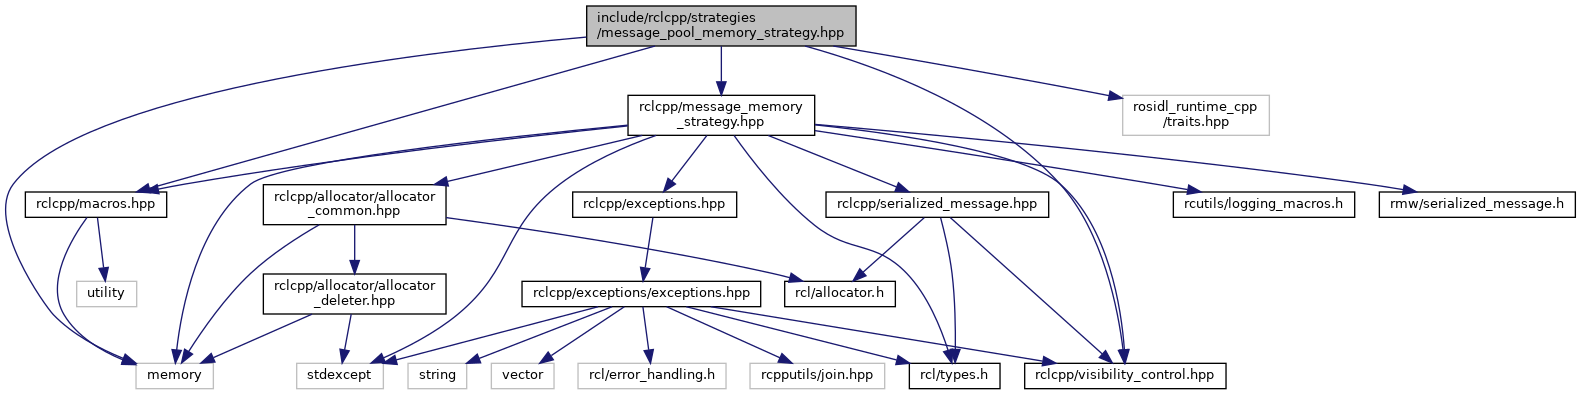 include/rclcpp/strategies
/message_pool_memory_strategy.hpp
rclcpp/message_memory
_strategy.hpp
rosidl_runtime_cpp
/traits.hpp
rclcpp/macros.hpp
rclcpp/allocator/allocator
_common.hpp
rclcpp/exceptions.hpp
rclcpp/serialized_message.hpp
rcutils/logging_macros.h
rmw/serialized_message.h
utility
rclcpp/allocator/allocator
_deleter.hpp
rclcpp/exceptions/exceptions.hpp
rcl/allocator.h
memory
stdexcept
string
vector
rcl/error_handling.h
rcpputils/join.hpp
rcl/types.h
rclcpp/visibility_control.hpp